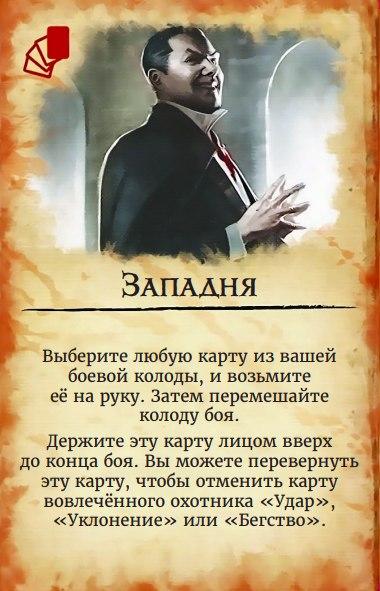 Западня
Выберите любую карту из вашей
боевой колоды, и возьмите
её на руку. Затем перемешайте
колоду боя.
Держите эту карту лицом вверх
до конца боя. Вы можете перевернуть
эту карту, чтобы отменить карту
вовлечённого охотника «Удар»,
«Уклонение» или «Бегство».